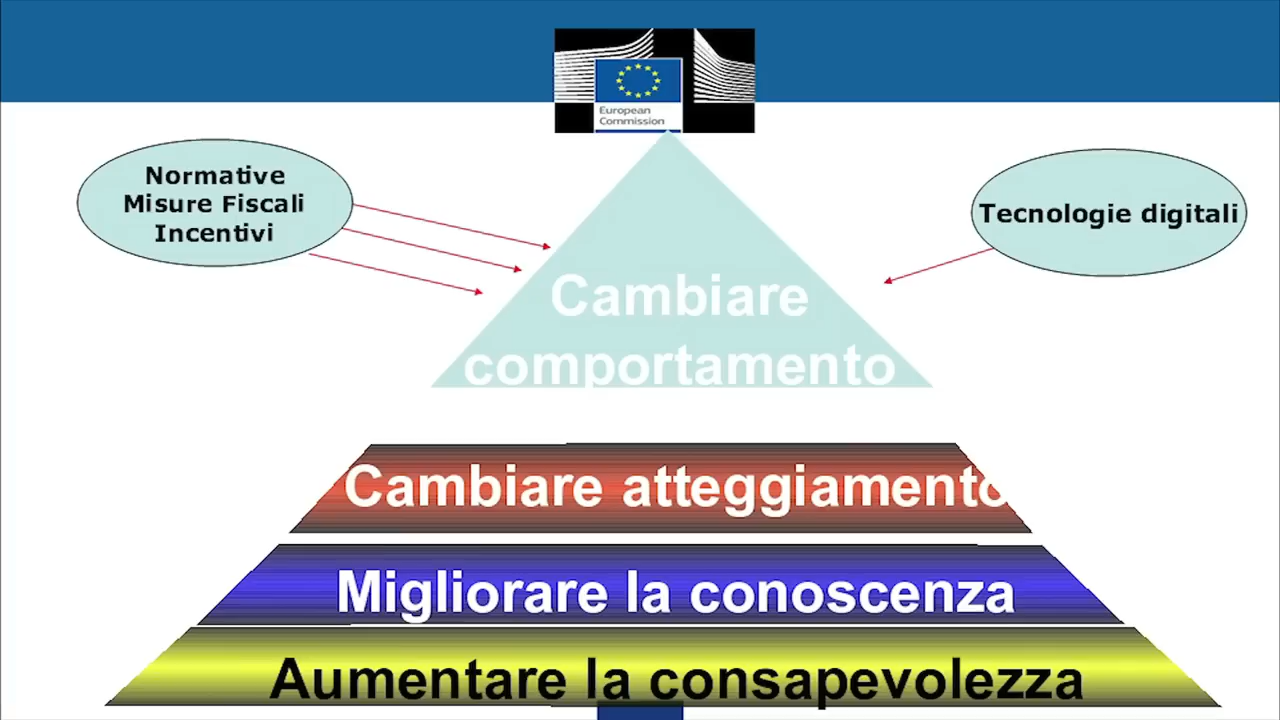 European
Commission
Normative
Misure Fiscali
Incentivi
Tecnologie digitali
Cambiare
comportamento
Cambiare atteggiamento
Migliorare la conoscenza
Aumentare la consapevolezza